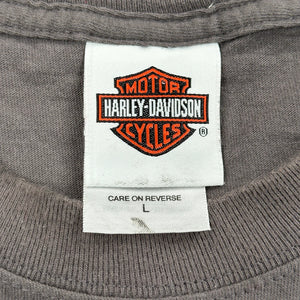 MOTOR
HARLEY-DAVIDSON
CYCLES
®
CARE ON REVERSE
L